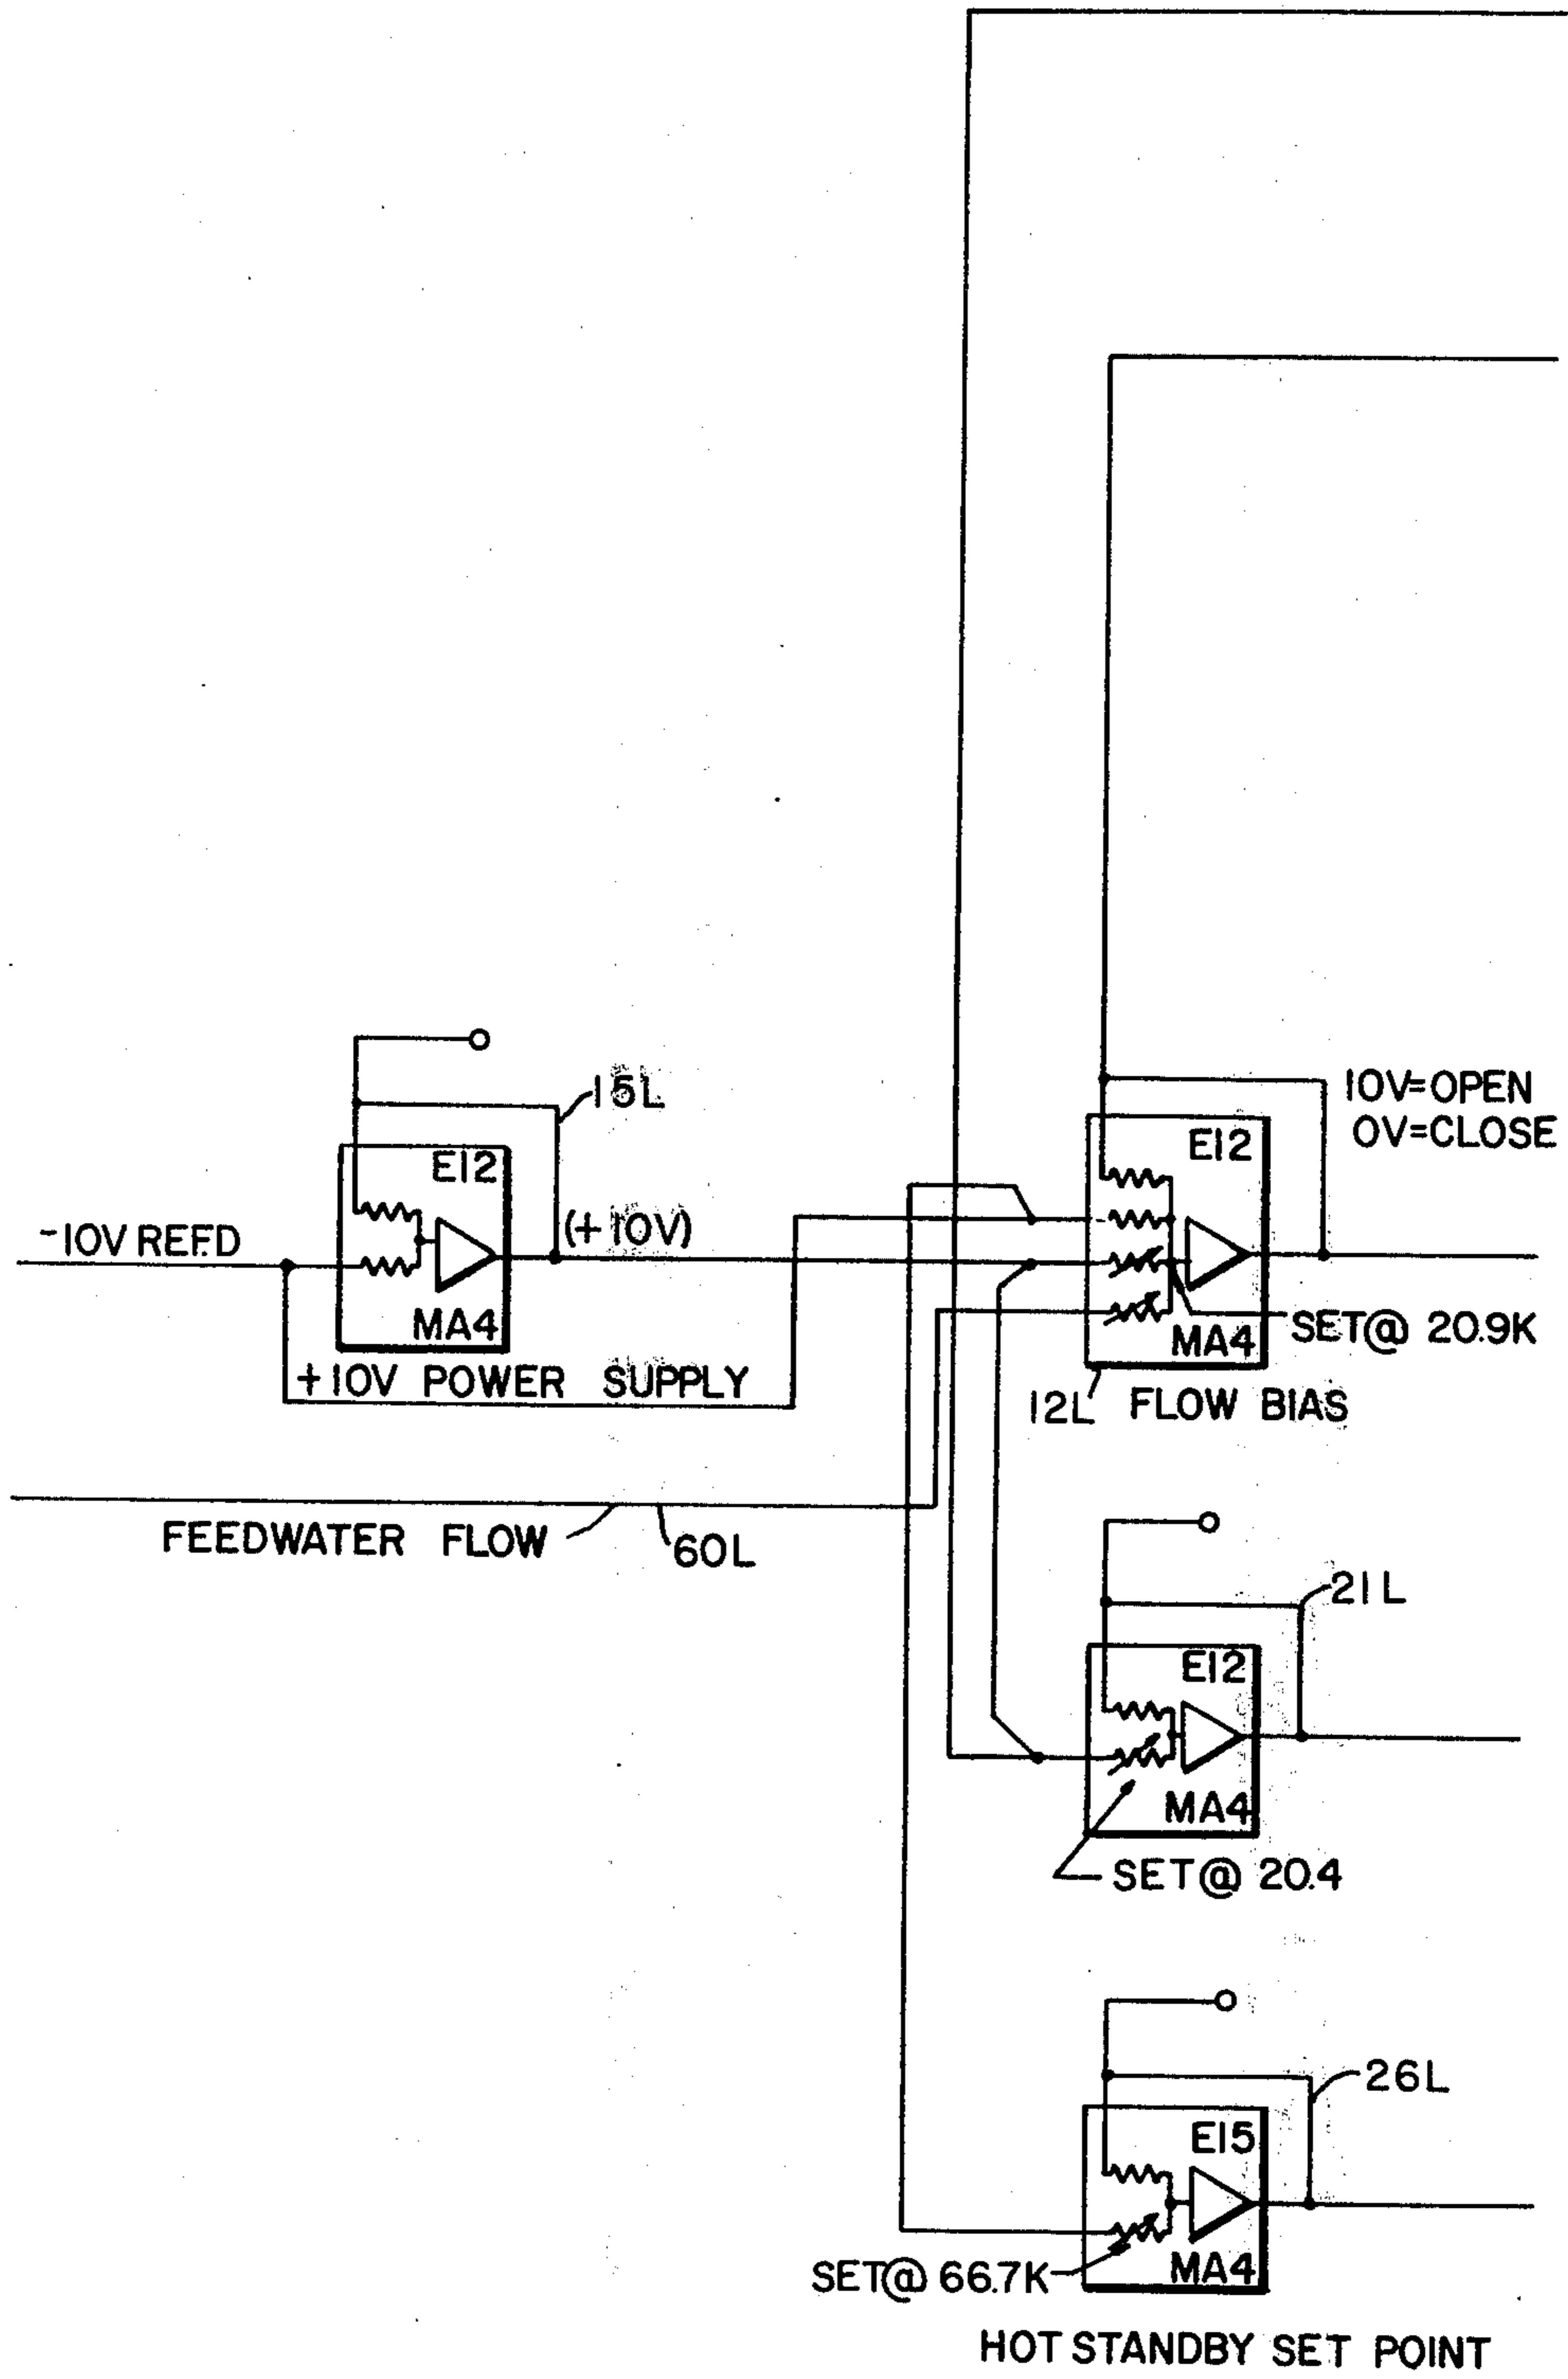 15L
E12
-10V REF.D
(+10V)
MA4
+10V POWER SUPPLY
FEEDWATER FLOW
60L
10V=OPEN
0V=CLOSE
E12
SET@ 20.9K
MA4
12L
FLOW BIAS
21L
E12
MA4
SET@ 20.4
26L
E15
SET@ 66.7K
MA4
HOT STANDBY SET POINT